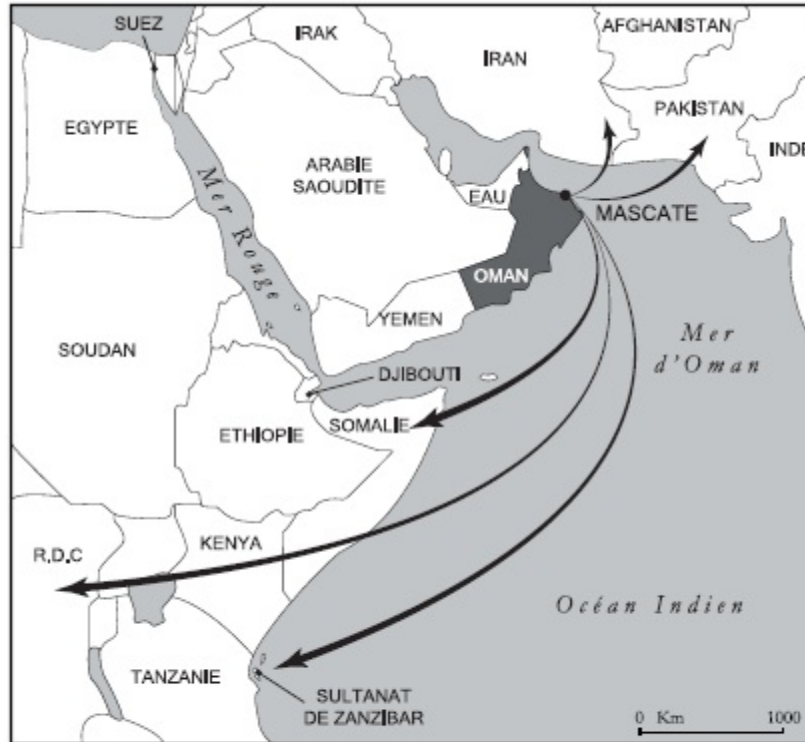 SUEZ
IRAK
AFGHANISTAN
IRAN
PAKISTAN
EGYPTE
INDE
ARABIE
SAOUDITE
EAU
MASCATE
Mer Rouge
OMAN
YEMEN
Mer
d'Oman
SOUDAN
DJIBOUTI
SOMALIE
ETHIOPIE
KENYA
R.D.C
Océan Indien
TANZANIE
SULTANAT
DE ZANZIBAR
0 Km 1000